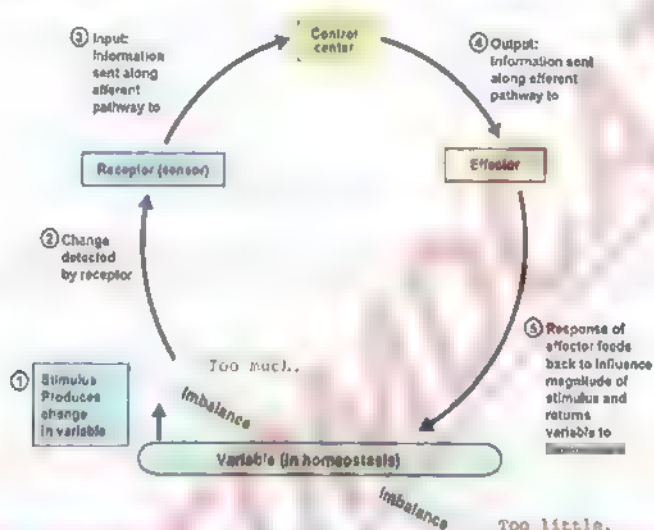 Control
center
③ Input:
Information
sent along
afferent
pathway to
④ Output:
Information sent
along efferent
pathway to
Receptor (sensor)
Effector
② Change
detected
by receptor
⑤ Response of
effector feeds
back to influence
magnitude of
stimulus and
returns
variable to
① Stimulus
Produces
change
in variable
Too much.
Imbalance
Variable (in homeostasis)
Imbalance
Too little.